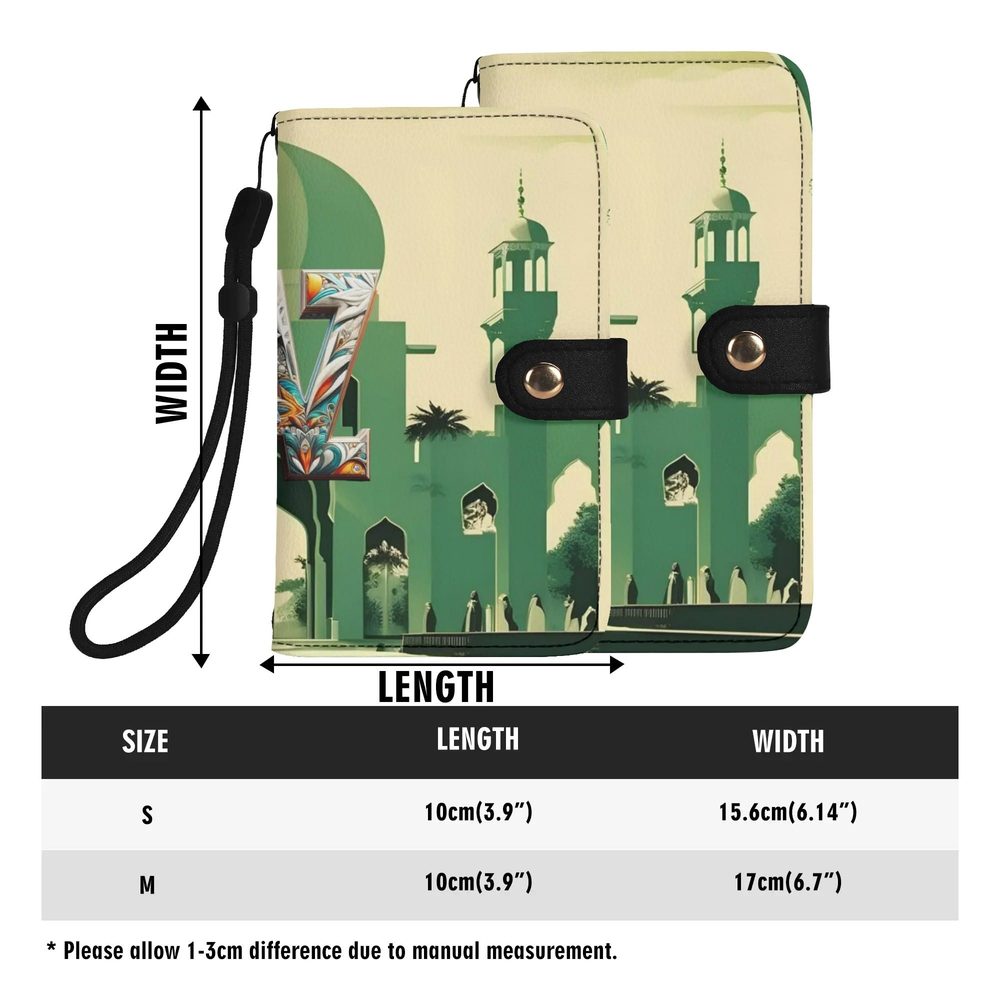 WIDTH
LENGTH
SIZE LENGTH WIDTH
S 10cm(3.9”) 15.6cm(6.14”)
M 10cm(3.9”) 17cm(6.7”)
* Please allow 1-3cm difference due to manual measurement.